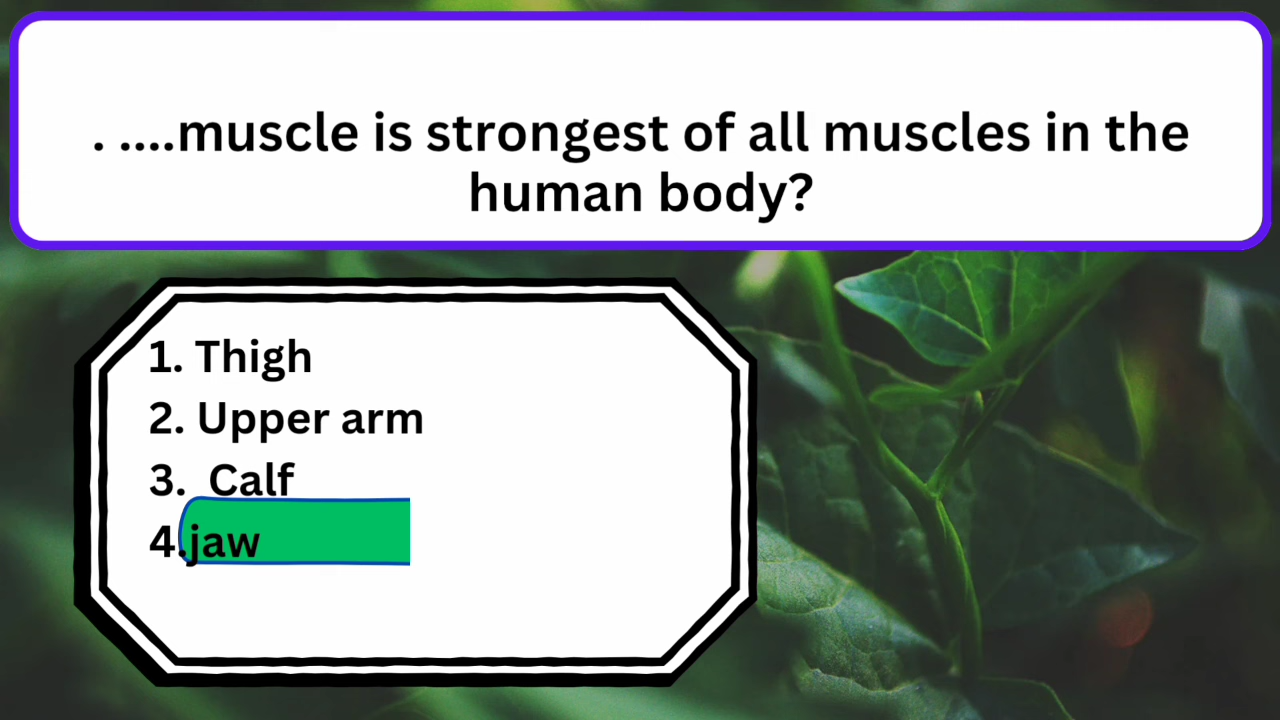 . ....muscle is strongest of all muscles in the
human body?
1. Thigh
2. Upper arm
3. Calf
4.jaw